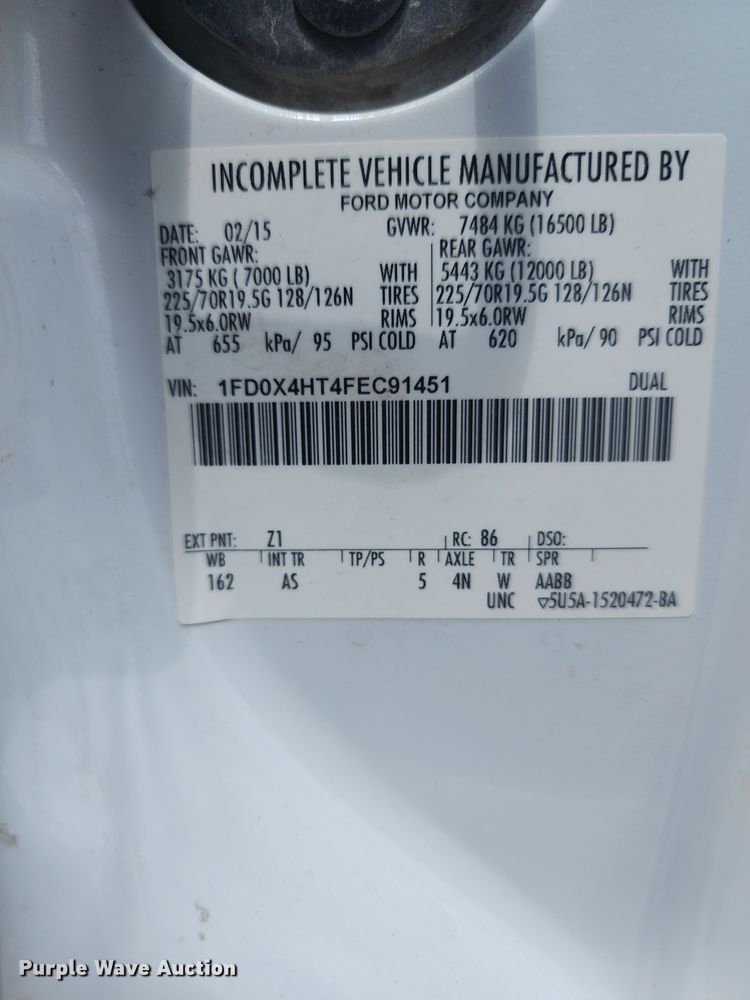 INCOMPLETE VEHICLE MANUFACTURED BY
FORD MOTOR COMPANY
DATE: 02/15 GVWR: 7484 KG (16500 LB)
FRONT GAWR: REAR GAWR:
3175 KG ( 7000 LB) WITH 5443 KG (12000 LB) WITH
225/70R19.5G 128/126N TIRES 225/70R19.5G 128/126N TIRES
19.5x6.0RW RIMS 19.5x6.0RW RIMS
AT 655 kPa/ 95 PSI COLD AT 620 kPa/ 90 PSI COLD
VIN: 1FD0X4HT4FEC91451 DUAL
EXT PNT: Z1 RC: 86 DSO:
WB INT TR TP/PS R AXLE TR SPR
162 AS 5 4N W AABB
UNC ▽5U5A-1520472-BA
Purple Wave Auction